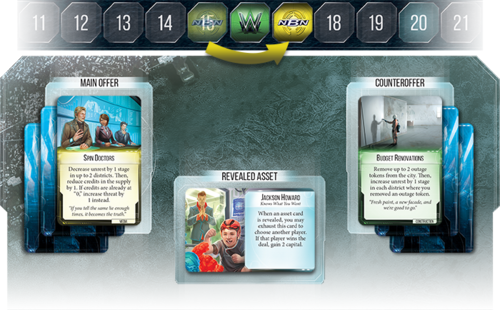 11 12 13 14 NBN W NBN 18 19 20 21
MAIN OFFER
SPIN DOCTORS
Decrease unrest by 1 stage
in up to 2 districts. Then,
reduce credits in the supply
by 1. If credits are already at
"0," increase threat by
1 instead.
"If you tell the same lie enough
times, it becomes the truth."
MEDIA
COUNTEROFFER
BUDGET RENOVATIONS
Remove up to 2 outage
tokens from the city. Then,
increase unrest by 1 stage
in each district where you
removed an outage token.
"Fresh paint, a new facade, and
we're good to go."
CONSTRUCTION
REVEALED ASSET
JACKSON HOWARD
Knows What You Want
When an asset card
is revealed, you may
exhaust this card to
choose another player.
If that player wins the
deal, gain 2 capital.